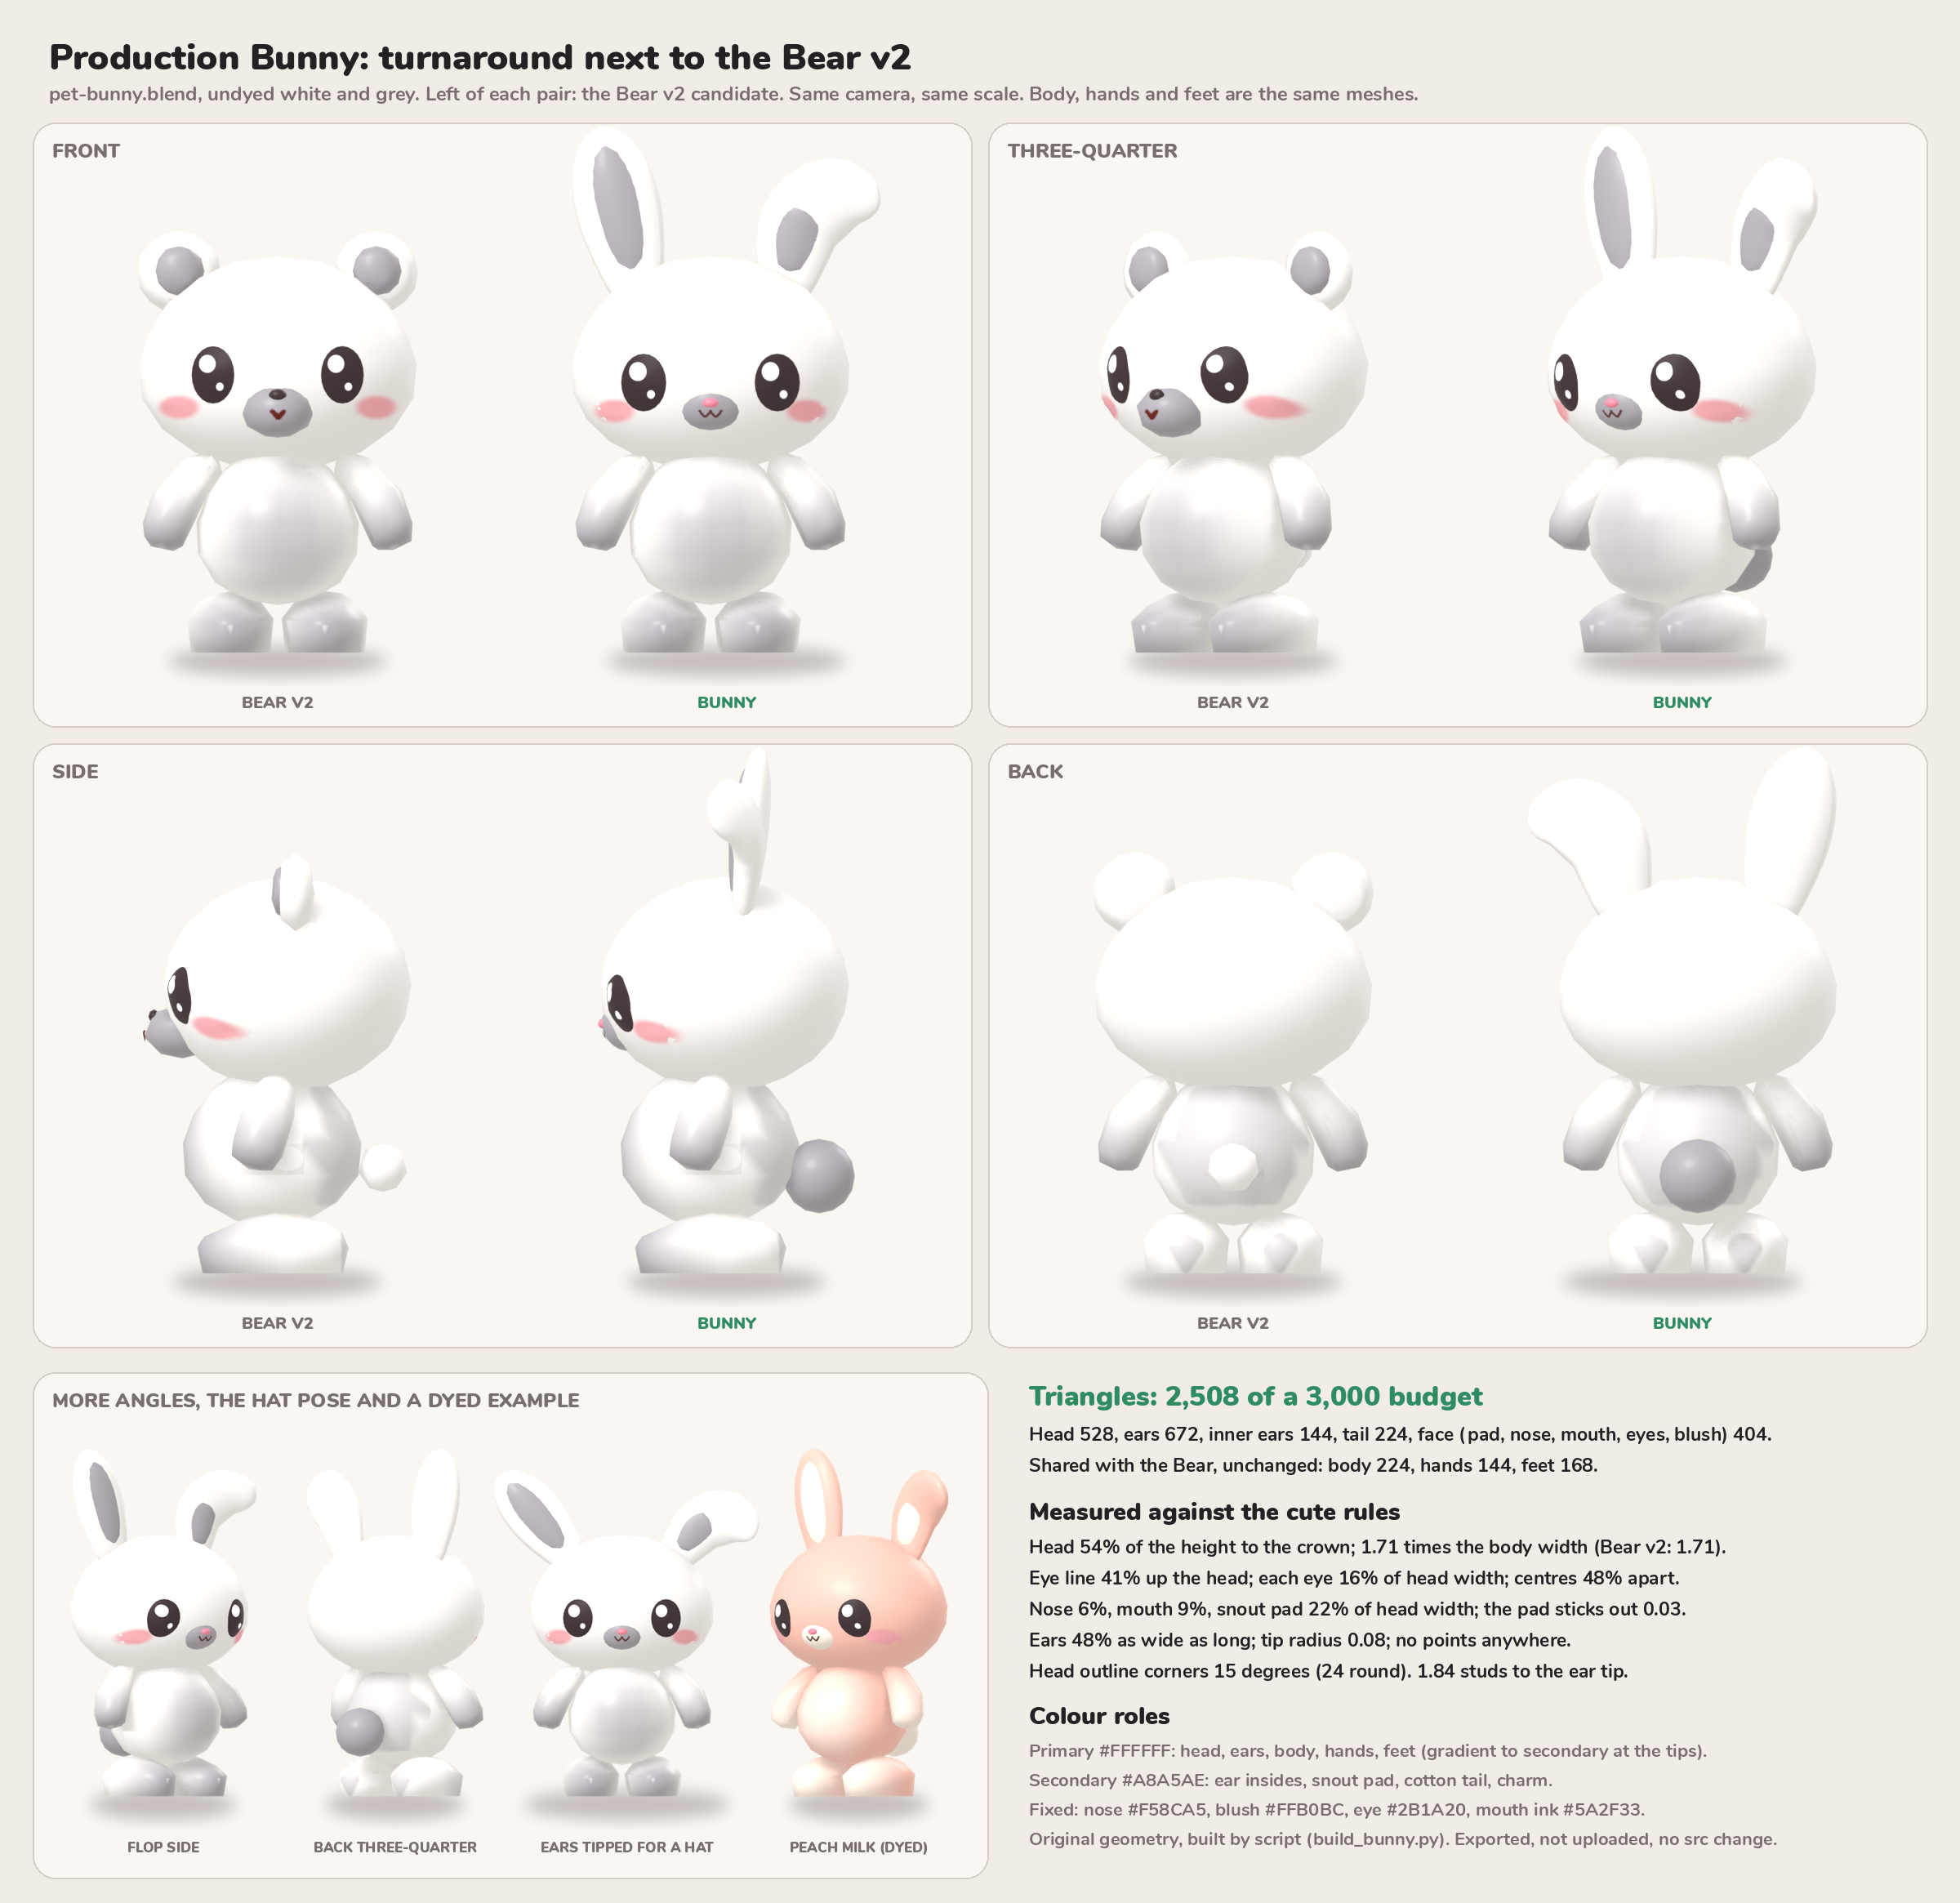 Production Bunny: turnaround next to the Bear v2
pet-bunny.blend, undyed white and grey. Left of each pair: the Bear v2 candidate. Same camera, same scale. Body, hands and feet are the same meshes.
FRONT
BEAR V2
BUNNY
THREE-QUARTER
BEAR V2
BUNNY
SIDE
BEAR V2
BUNNY
BACK
BEAR V2
BUNNY
MORE ANGLES, THE HAT POSE AND A DYED EXAMPLE
FLOP SIDE
BACK THREE-QUARTER
EARS TIPPED FOR A HAT
PEACH MILK (DYED)
Triangles: 2,508 of a 3,000 budget
Head 528, ears 672, inner ears 144, tail 224, face (pad, nose, mouth, eyes, blush) 404.
Shared with the Bear, unchanged: body 224, hands 144, feet 168.
Measured against the cute rules
Head 54% of the height to the crown; 1.71 times the body width (Bear v2: 1.71).
Eye line 41% up the head; each eye 16% of head width; centres 48% apart.
Nose 6%, mouth 9%, snout pad 22% of head width; the pad sticks out 0.03.
Ears 48% as wide as long; tip radius 0.08; no points anywhere.
Head outline corners 15 degrees (24 round). 1.84 studs to the ear tip.
Colour roles
Primary #FFFFFF: head, ears, body, hands, feet (gradient to secondary at the tips).
Secondary #A8A5AE: ear insides, snout pad, cotton tail, charm.
Fixed: nose #F58CA5, blush #FFB0BC, eye #2B1A20, mouth ink #5A2F33.
Original geometry, built by script (build_bunny.py). Exported, not uploaded, no src change.